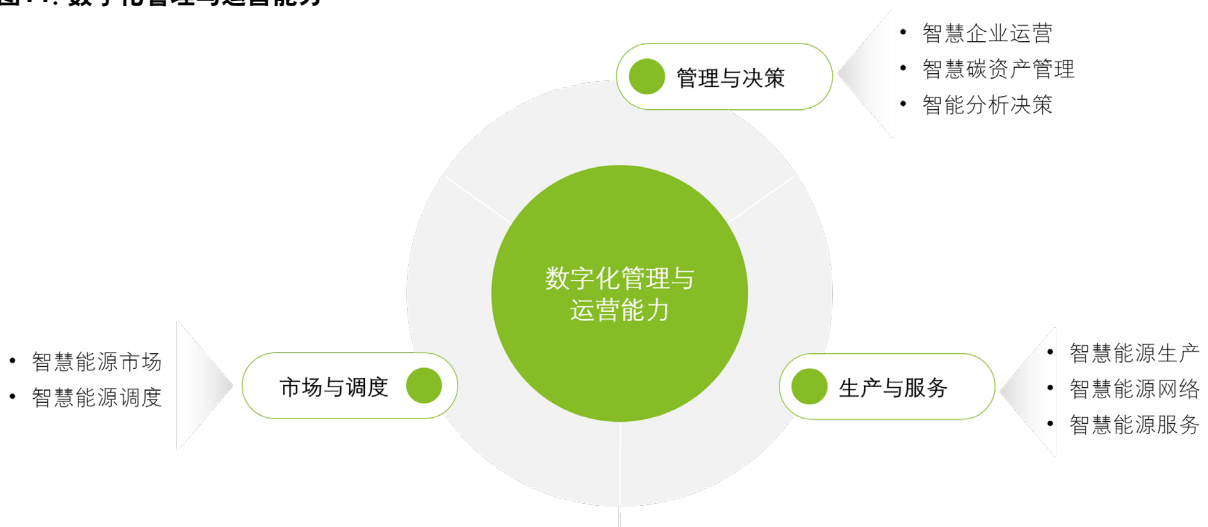 管理与决策
• 智慧企业运营
• 智慧碳资产管理
• 智能分析决策
数字化管理与
运营能力
市场与调度
• 智慧能源市场
• 智慧能源调度
生产与服务
• 智慧能源生产
• 智慧能源网络
• 智慧能源服务